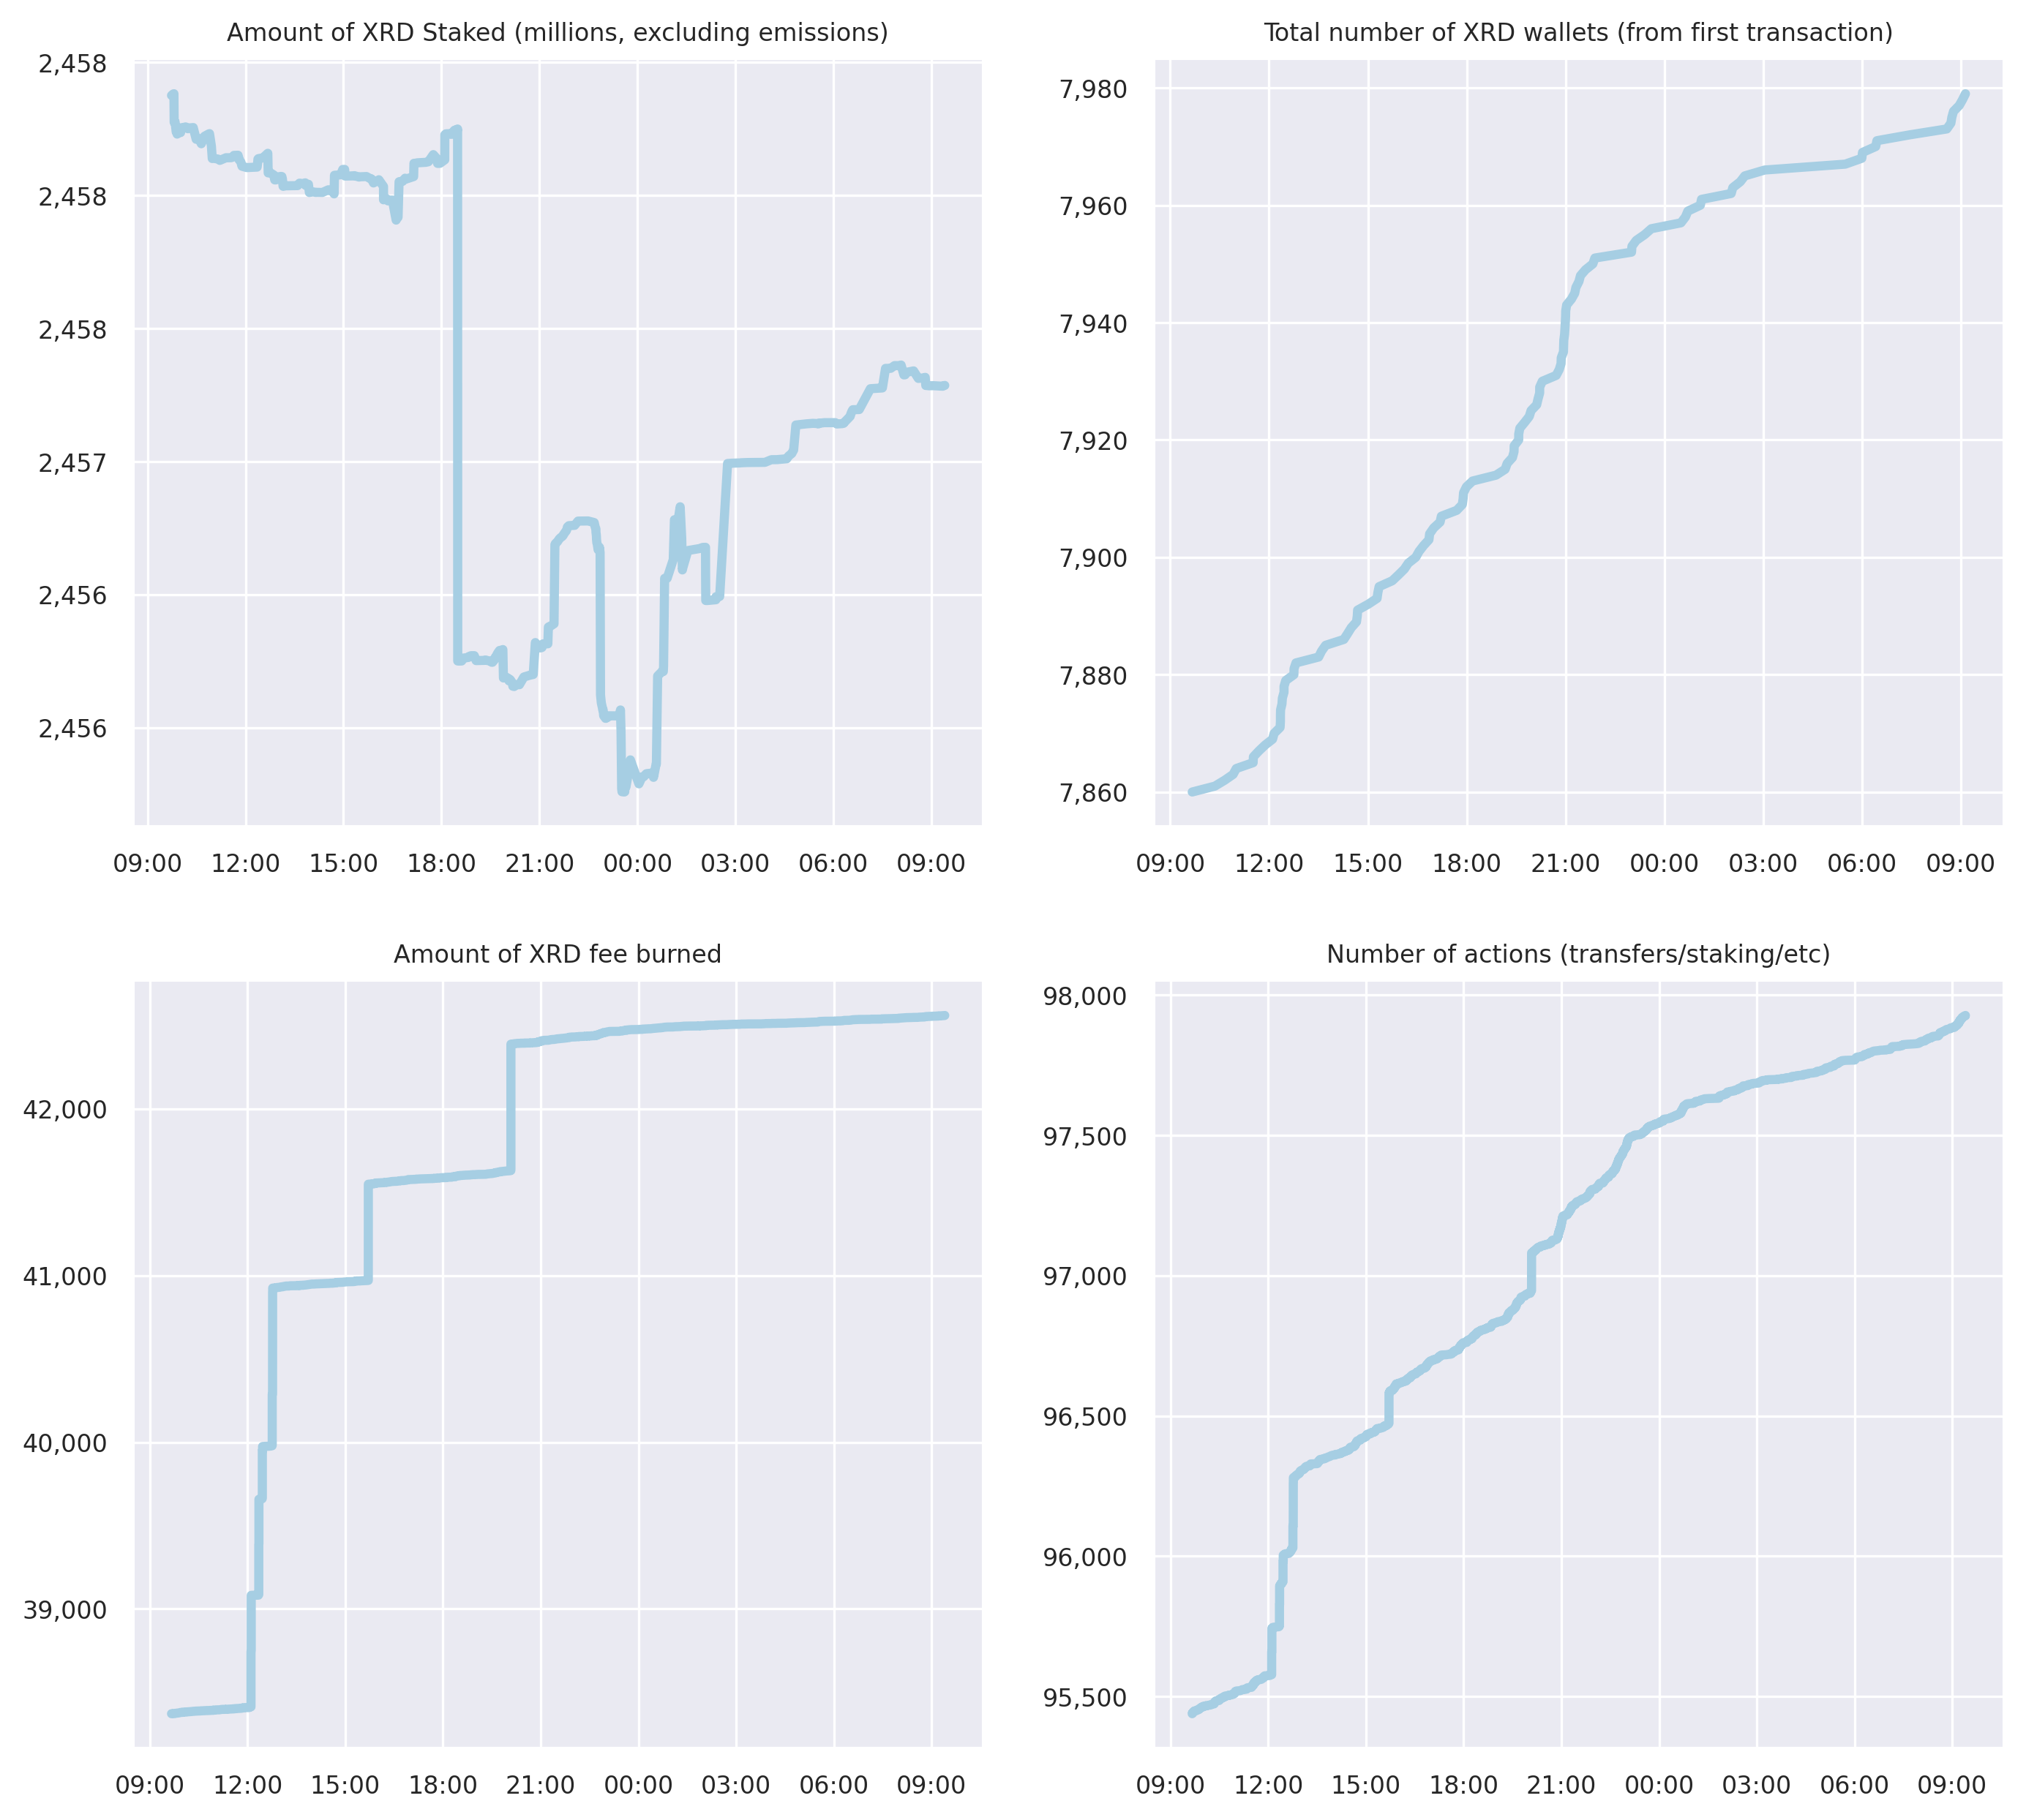 Amount of XRD Staked (millions, excluding emissions)
2,458
2,458
2,458
2,457
2,456
2,456
09:00 12:00 15:00 18:00 21:00 00:00 03:00 06:00 09:00
Total number of XRD wallets (from first transaction)
7,980
7,960
7,940
7,920
7,900
7,880
7,860
09:00 12:00 15:00 18:00 21:00 00:00 03:00 06:00 09:00
Amount of XRD fee burned
42,000
41,000
40,000
39,000
09:00 12:00 15:00 18:00 21:00 00:00 03:00 06:00 09:00
Number of actions (transfers/staking/etc)
98,000
97,500
97,000
96,500
96,000
95,500
09:00 12:00 15:00 18:00 21:00 00:00 03:00 06:00 09:00